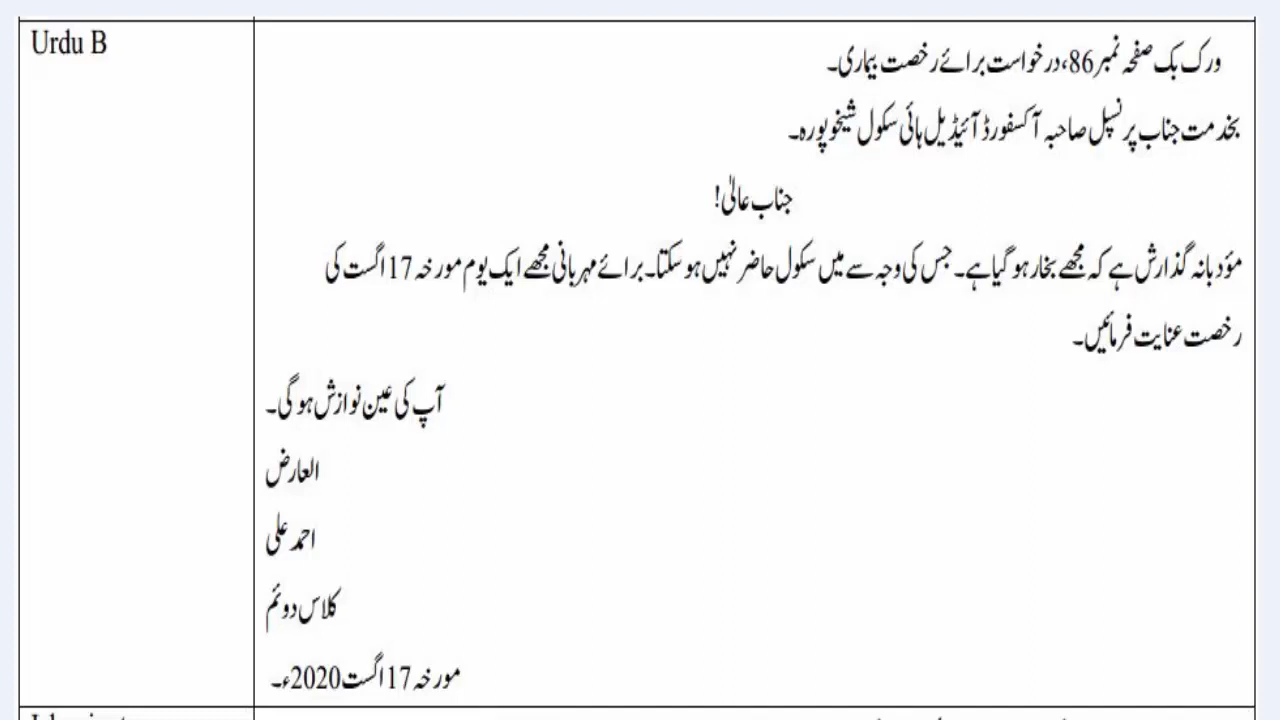 Urdu B
ورک بک صفحہ نمبر 86، درخواست برائے رخصت بیماری۔
بخدمت جناب پرنسپل صاحبہ آکسفورڈ آئیڈیل ہائی سکول شیخوپورہ۔
جناب عالیٰ!
مؤدبانہ گذارش ہے کہ مجھے بخار ہو گیا ہے۔ جس کی وجہ سے میں سکول حاضر نہیں ہو سکتا۔ برائے مہربانی مجھے ایک یوم مورخہ 17 اگست کی
رخصت عنایت فرمائیں۔
آپ کی عین نوازش ہو گی۔
العارض
احمد علی
کلاس دوئم
مورخہ 17 اگست 2020ء۔